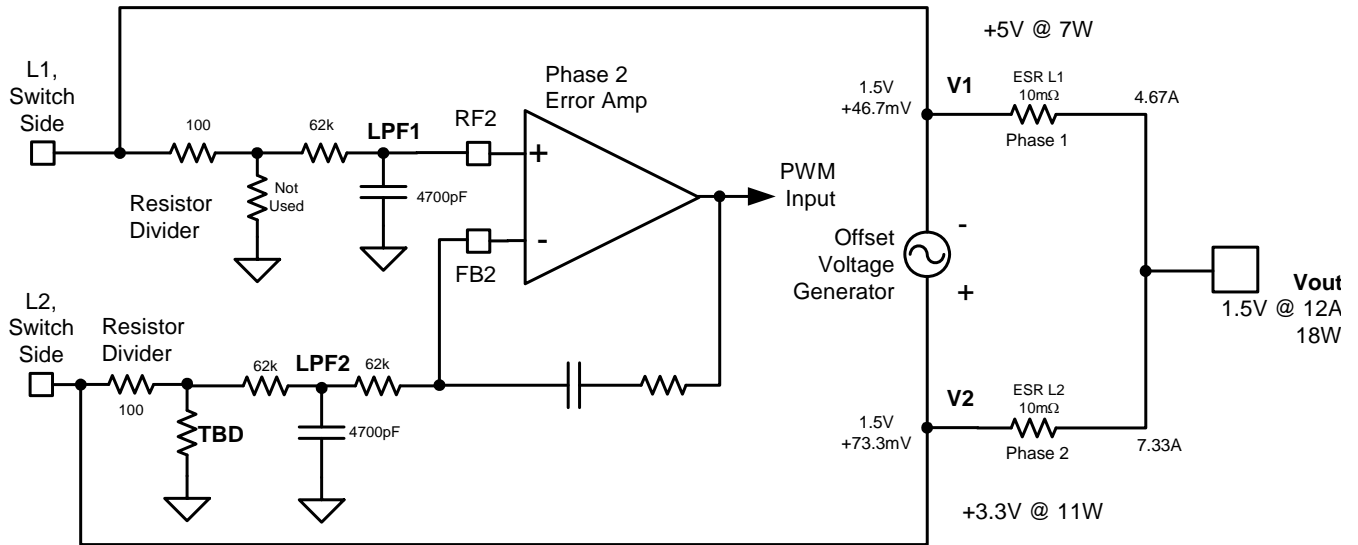 +5V @ 7W
L1,
Switch
Side
Phase 2
Error Amp
1.5V
+46.7mV
V1
ESR L1
10mΩ
4.67A
Phase 1
100
62k
LPF1
RF2
+
Not
Used
4700pF
Resistor
Divider
PWM
Input
-
FB2
Offset
Voltage
Generator
-
+
Vout
1.5V @ 12A
18W
L2,
Switch
Side
Resistor
Divider
62k
LPF2
62k
100
TBD
4700pF
1.5V
+73.3mV
V2
ESR L2
10mΩ
Phase 2
7.33A
+3.3V @ 11W